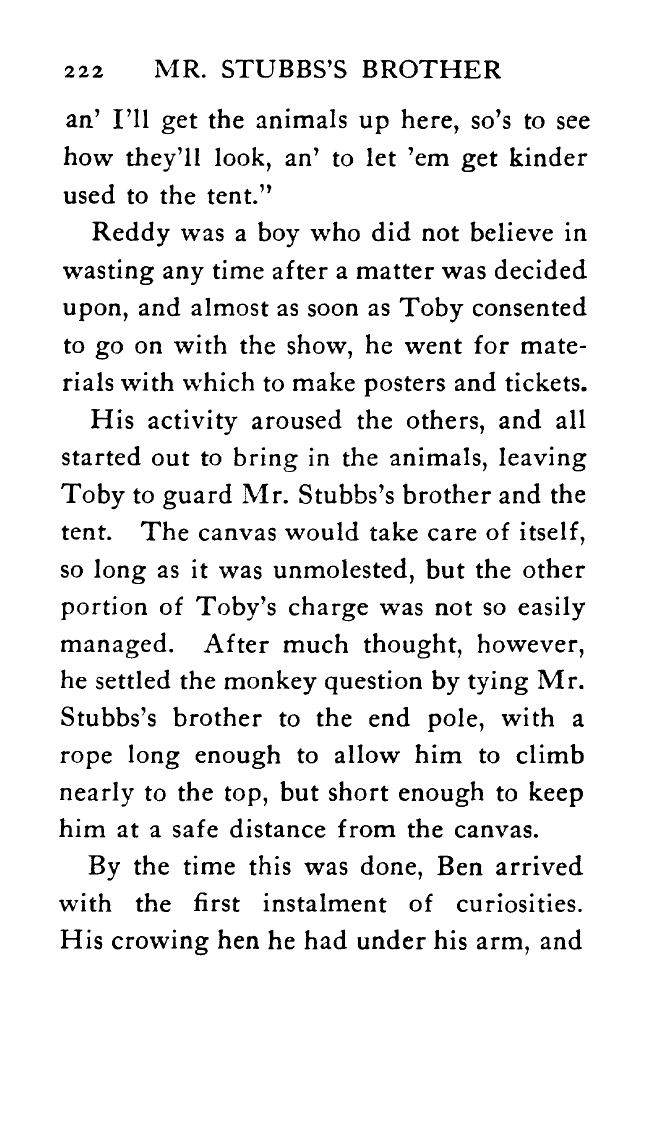 222 MR. STUBBS'S BROTHER
an' I'll get the animals up here, so's to see
how they'll look, an' to let 'em get kinder
used to the tent."
Reddy was a boy who did not believe in
wasting any time after a matter was decided
upon, and almost as soon as Toby consented
to go on with the show, he went for mate-
rials with which to make posters and tickets.
His activity aroused the others, and all
started out to bring in the animals, leaving
Toby to guard Mr. Stubbs's brother and the
tent. The canvas would take care of itself,
so long as it was unmolested, but the other
portion of Toby's charge was not so easily
managed. After much thought, however,
he settled the monkey question by tying Mr.
Stubbs's brother to the end pole, with a
rope long enough to allow him to climb
nearly to the top, but short enough to keep
him at a safe distance from the canvas.
By the time this was done, Ben arrived
with the first instalment of curiosities.
His crowing hen he had under his arm, and